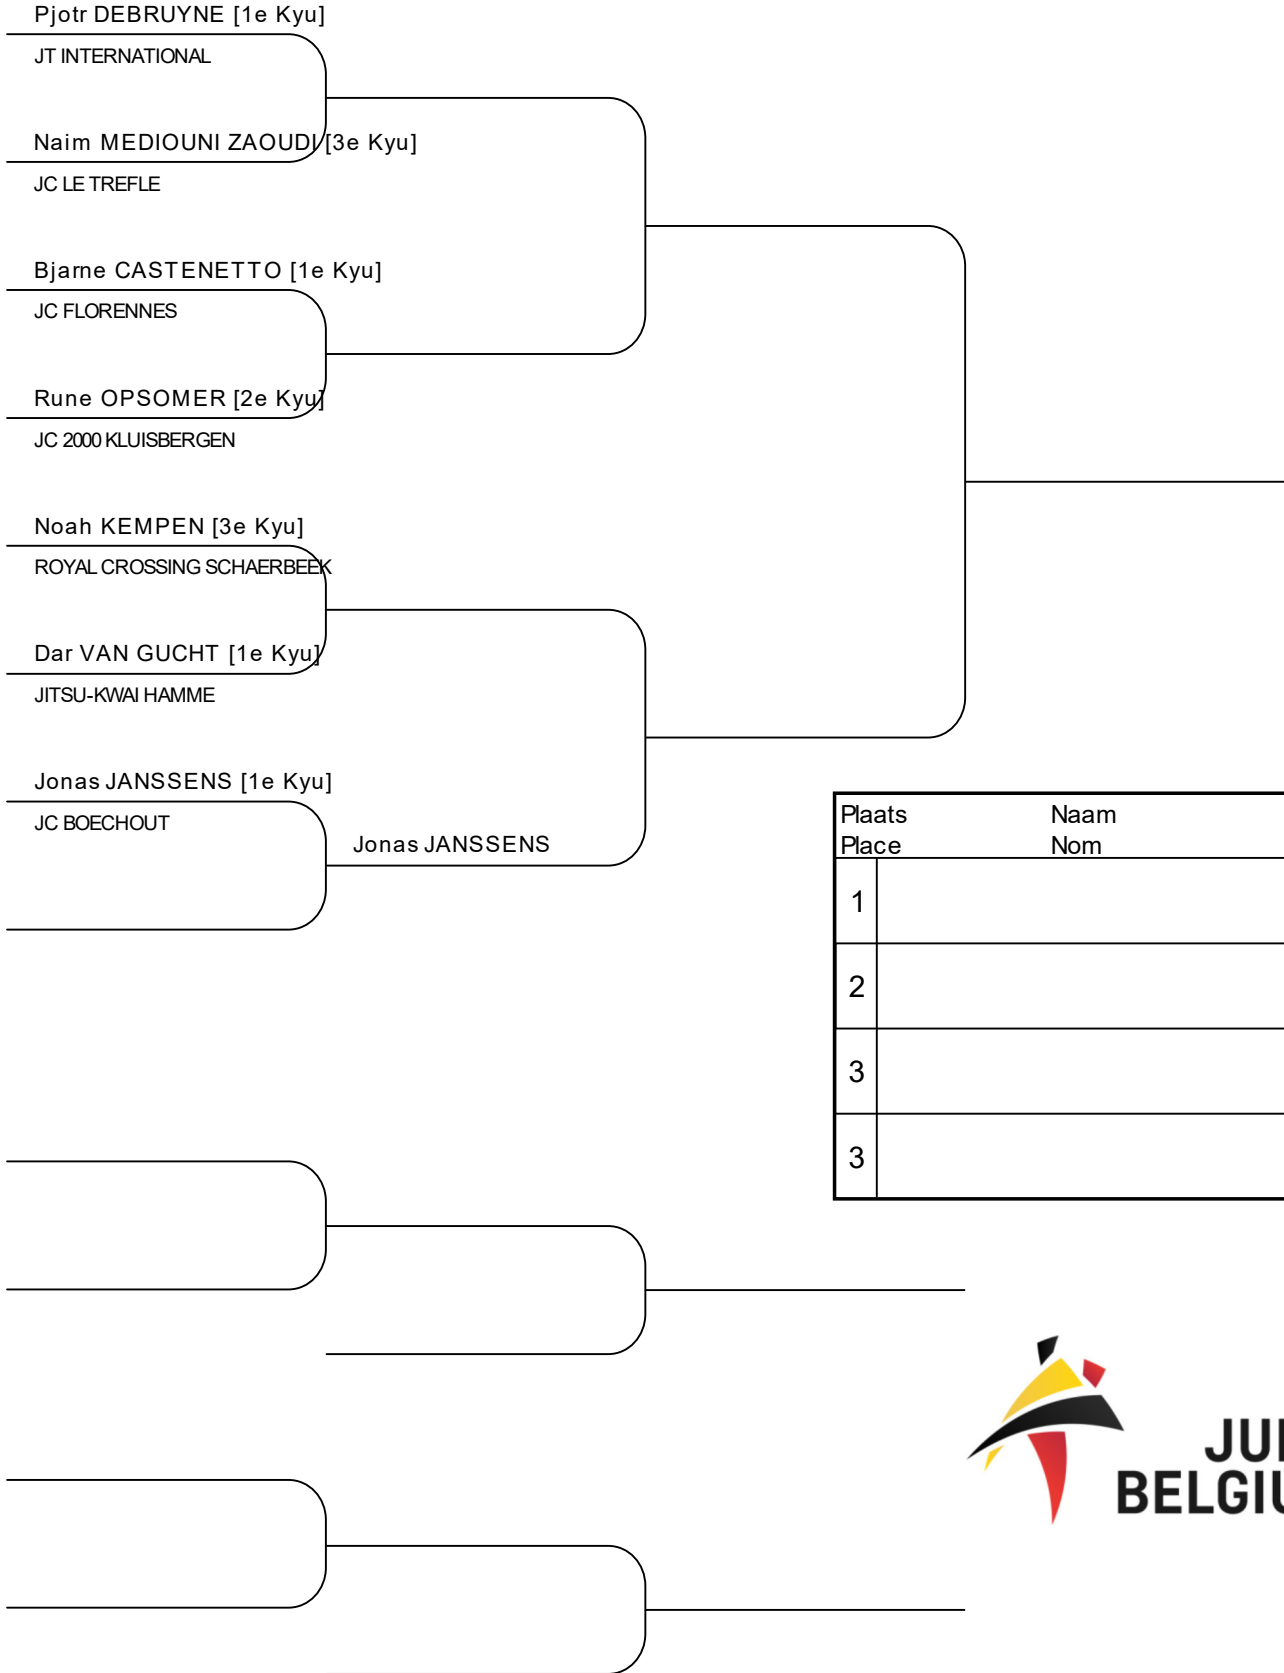 Pjotr DEBRUYNE [1e Kyu]
JT INTERNATIONAL
Naim MEDIOUNI ZAOUDI [3e Kyu]
JC LE TREFLE
Bjarne CASTENETTO [1e Kyu]
JC FLORENNES
Rune OPSOMER [2e Kyu]
JC 2000 KLUISBERGEN
Noah KEMPEN [3e Kyu]
ROYAL CROSSING SCHAERBEEK
Dar VAN GUCHT [1e Kyu]
JITSU-KWAI HAMME
Jonas JANSSENS [1e Kyu]
JC BOECHOUT
Jonas JANSSENS
Plaats Naam
Place Nom
1
2
3
3